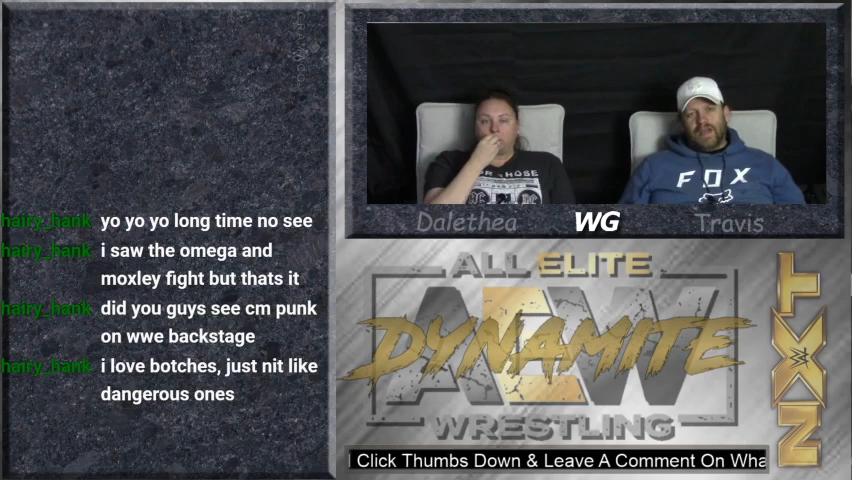 hairy_hank yo yo yo long time no see
hairy_hank i saw the omega and
moxley fight but thats it
hairy_hank did you guys see cm punk
on wwe backstage
hairy_hank i love botches, just nit like
dangerous ones
FOX
Dalethea WG Travis
ALL ELITE
AEW
DYNAMITE
WRESTLING
NXT
W
Click Thumbs Down & Leave A Comment On Wha